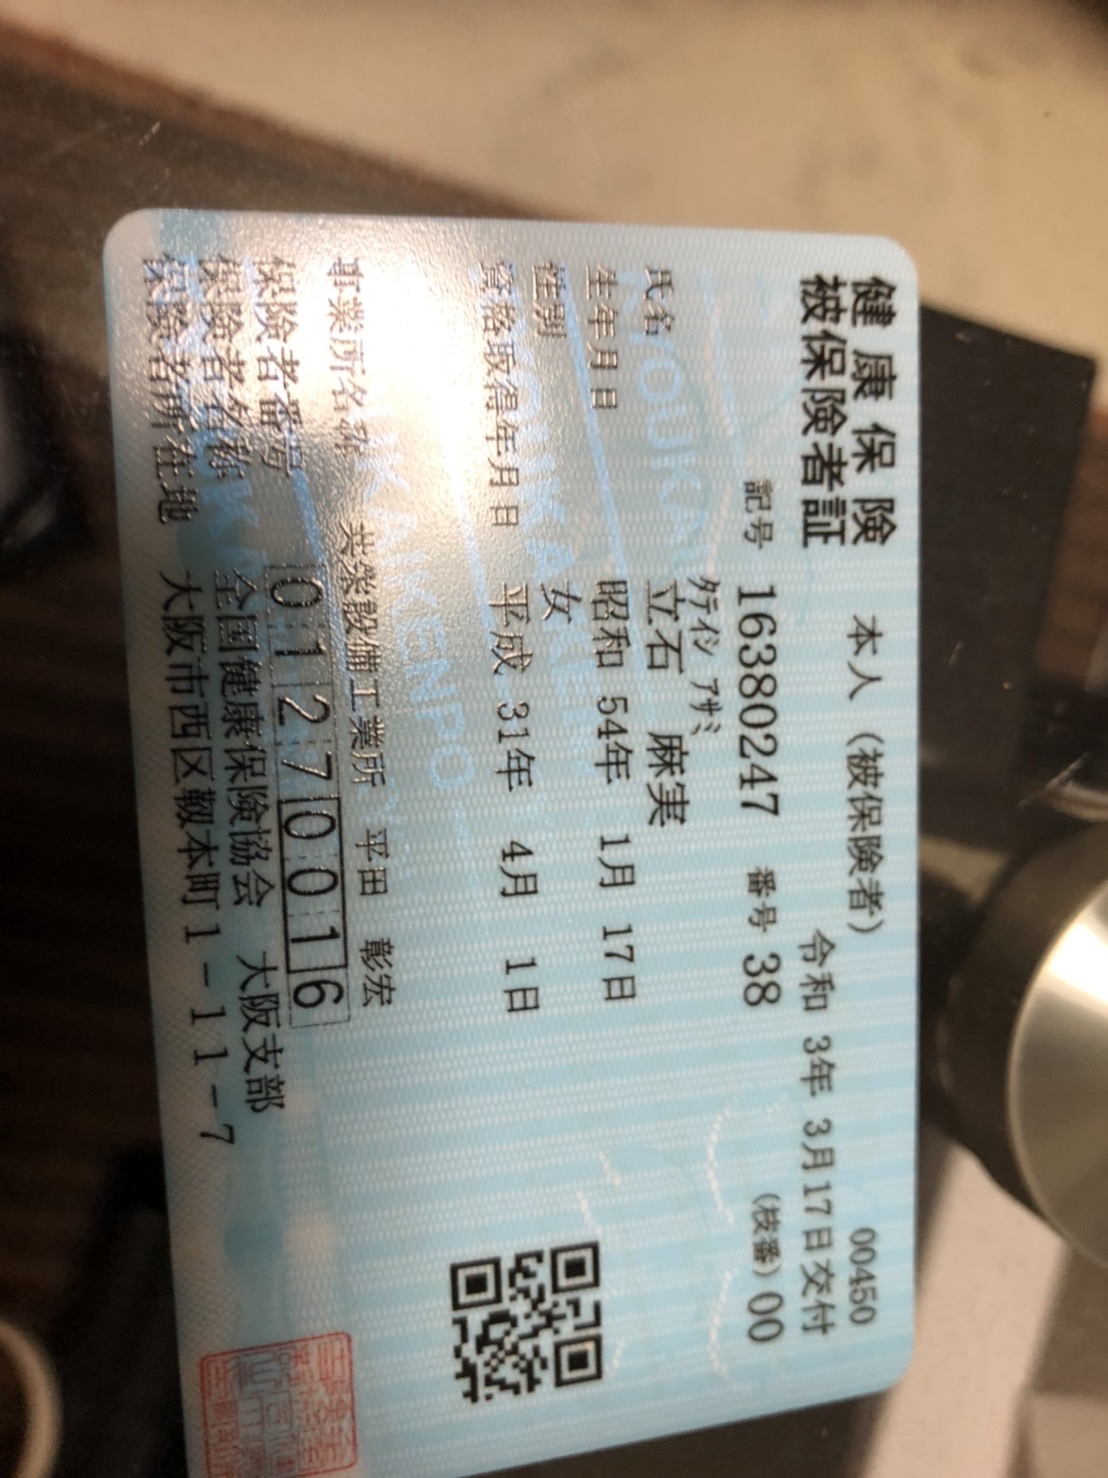 健康保険 本人（被保険者） 00450
被保険者証 令和 3年 3月17日交付
記号 16380247 番号 38 （枝番）00
ﾀﾃｲｼ ｱｻﾐ
氏名 立石 麻実
生年月日 昭和 54年 1月 17日
性別 女
資格取得年月日 平成 31年 4月 1日
事業所名称 共栄設備工業所 平田 彰宏
保険者番号 01270016
保険者名称 全国健康保険協会 大阪支部
保険者所在地 大阪市西区靱本町1-11-7